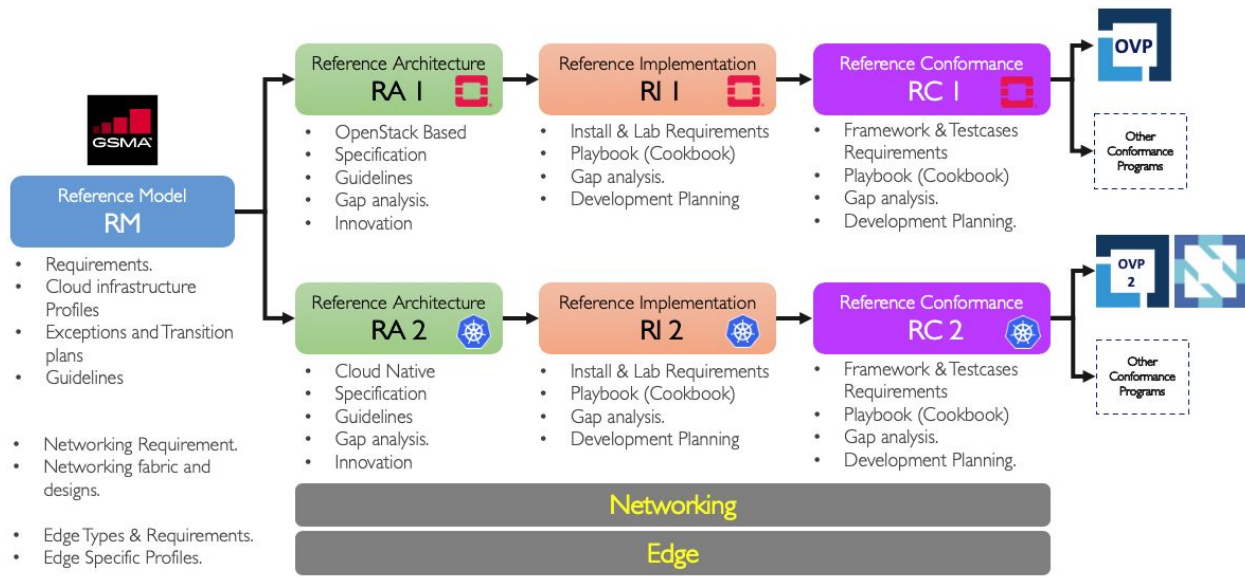 GSMA™
Reference Model
RM
• Requirements.
• Cloud infrastructure
Profiles
• Exceptions and Transition
plans
• Guidelines
• Networking Requirement.
• Networking fabric and
designs.
• Edge Types & Requirements.
• Edge Specific Profiles.
Reference Architecture
RA 1
• OpenStack Based
• Specification
• Guidelines
• Gap analysis.
• Innovation
Reference Implementation
RI 1
• Install & Lab Requirements
• Playbook (Cookbook)
• Gap analysis.
• Development Planning
Reference Conformance
RC 1
• Framework & Testcases
Requirements
• Playbook (Cookbook)
• Gap analysis.
• Development Planning.
OVP
Other
Conformance
Programs
Reference Architecture
RA 2
• Cloud Native
• Specification
• Guidelines
• Gap analysis.
• Innovation
Reference Implementation
RI 2
• Install & Lab Requirements
• Playbook (Cookbook)
• Gap analysis.
• Development Planning
Reference Conformance
RC 2
• Framework & Testcases
Requirements
• Playbook (Cookbook)
• Gap analysis.
• Development Planning.
OVP
2
Other
Conformance
Programs
Networking
Edge